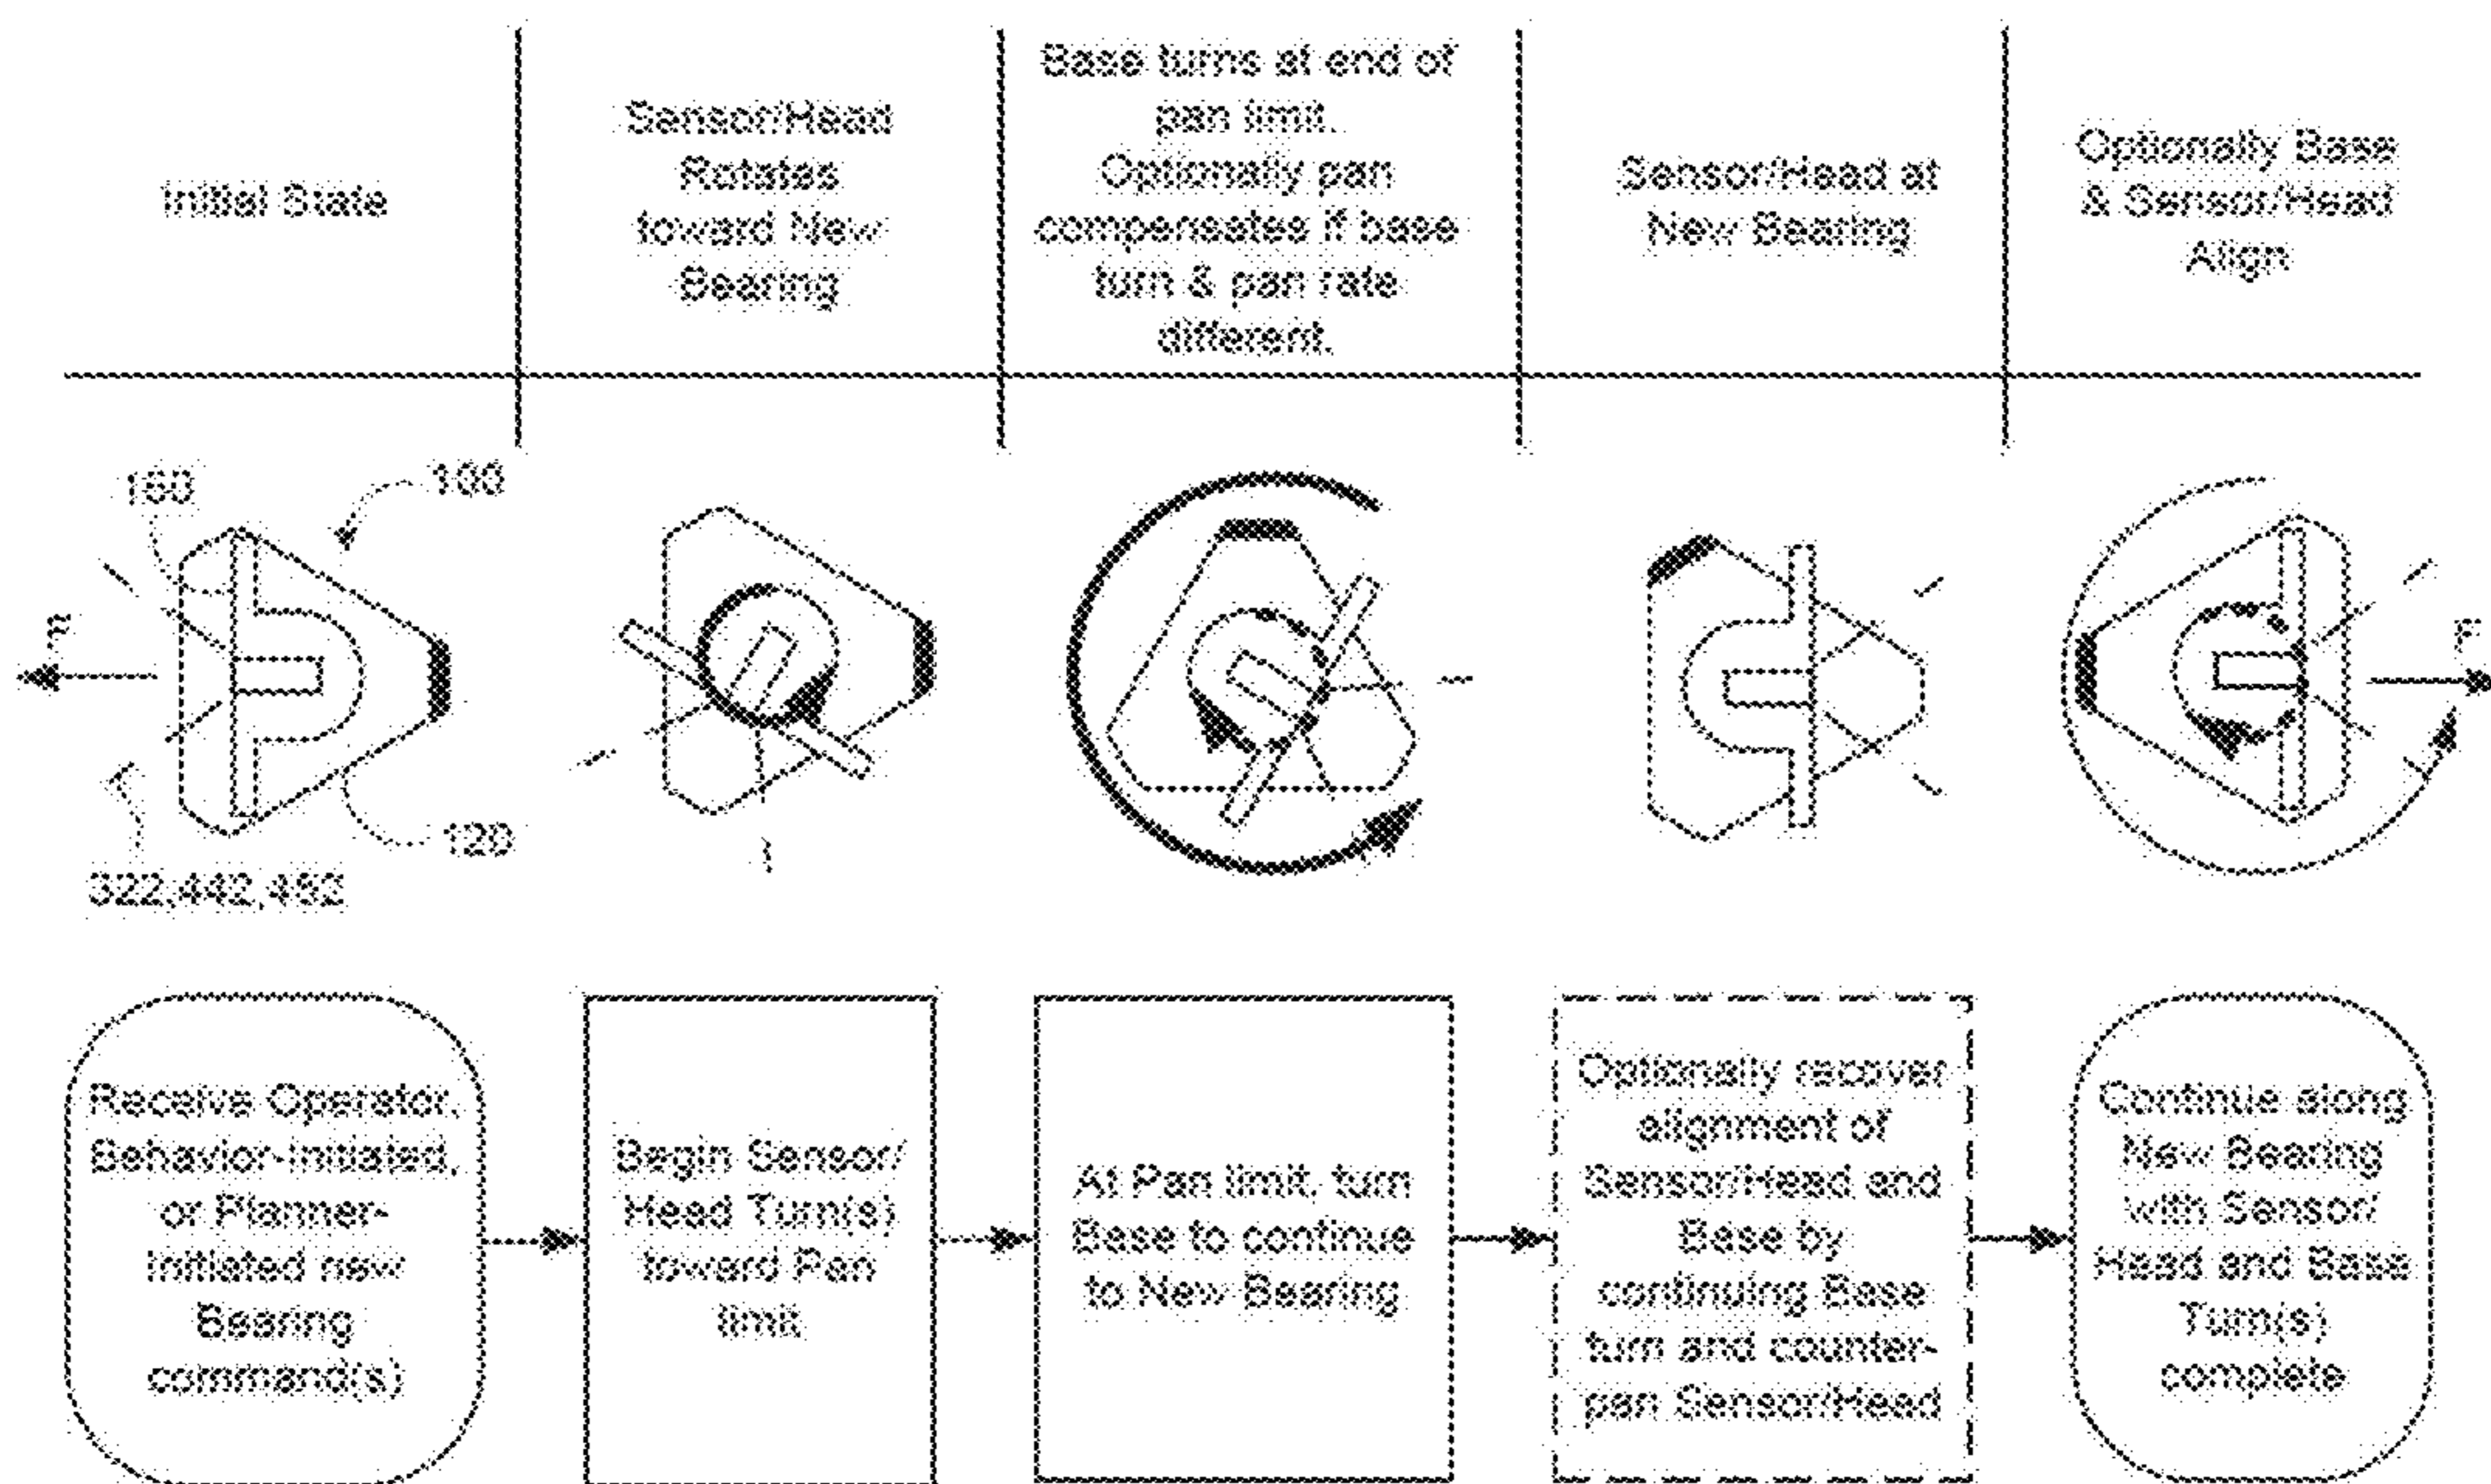 Initial State
Sensor/Head
Rotates
toward New
Bearing
Base turns at end of
pan limit.
Optionally pan
compensates if base
turn & pan rate
different.
Sensor/Head at
New Bearing
Optionally Base
& Sensor/Head
Align
160
100
F
120
322,442,452
F
Receive Operator,
Behavior-Initiated,
or Planner-
Initiated new
Bearing
command(s)
Begin Sensor/
Head Turn(s)
toward Pan
limit
At Pan limit, turn
Base to continue
to New Bearing
Optionally recover
alignment of
Sensor/Head and
Base by
continuing Base
turn and counter-
pan Sensor/Head
Continue along
New Bearing
with Sensor/
Head and Base
Turn(s)
complete